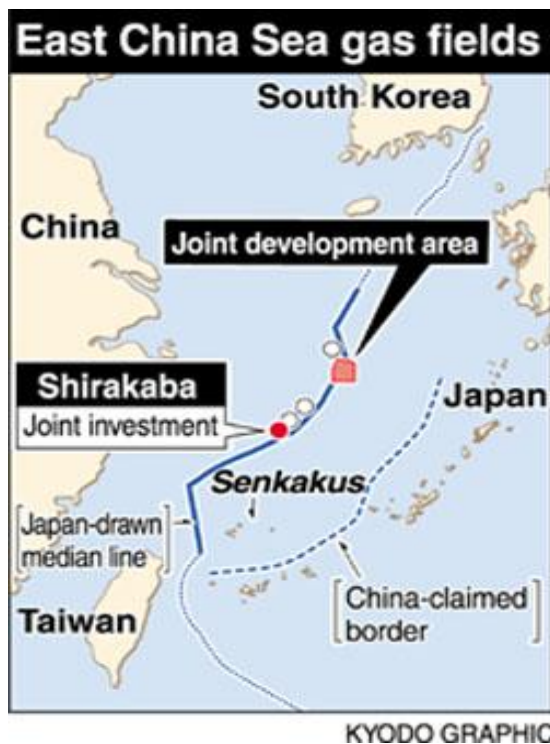 East China Sea gas fields
South Korea
China
Joint development area
Shirakaba
Joint investment
Japan
Senkakus
Japan-drawn
median line
Taiwan
China-claimed
border
KYODO GRAPHIC